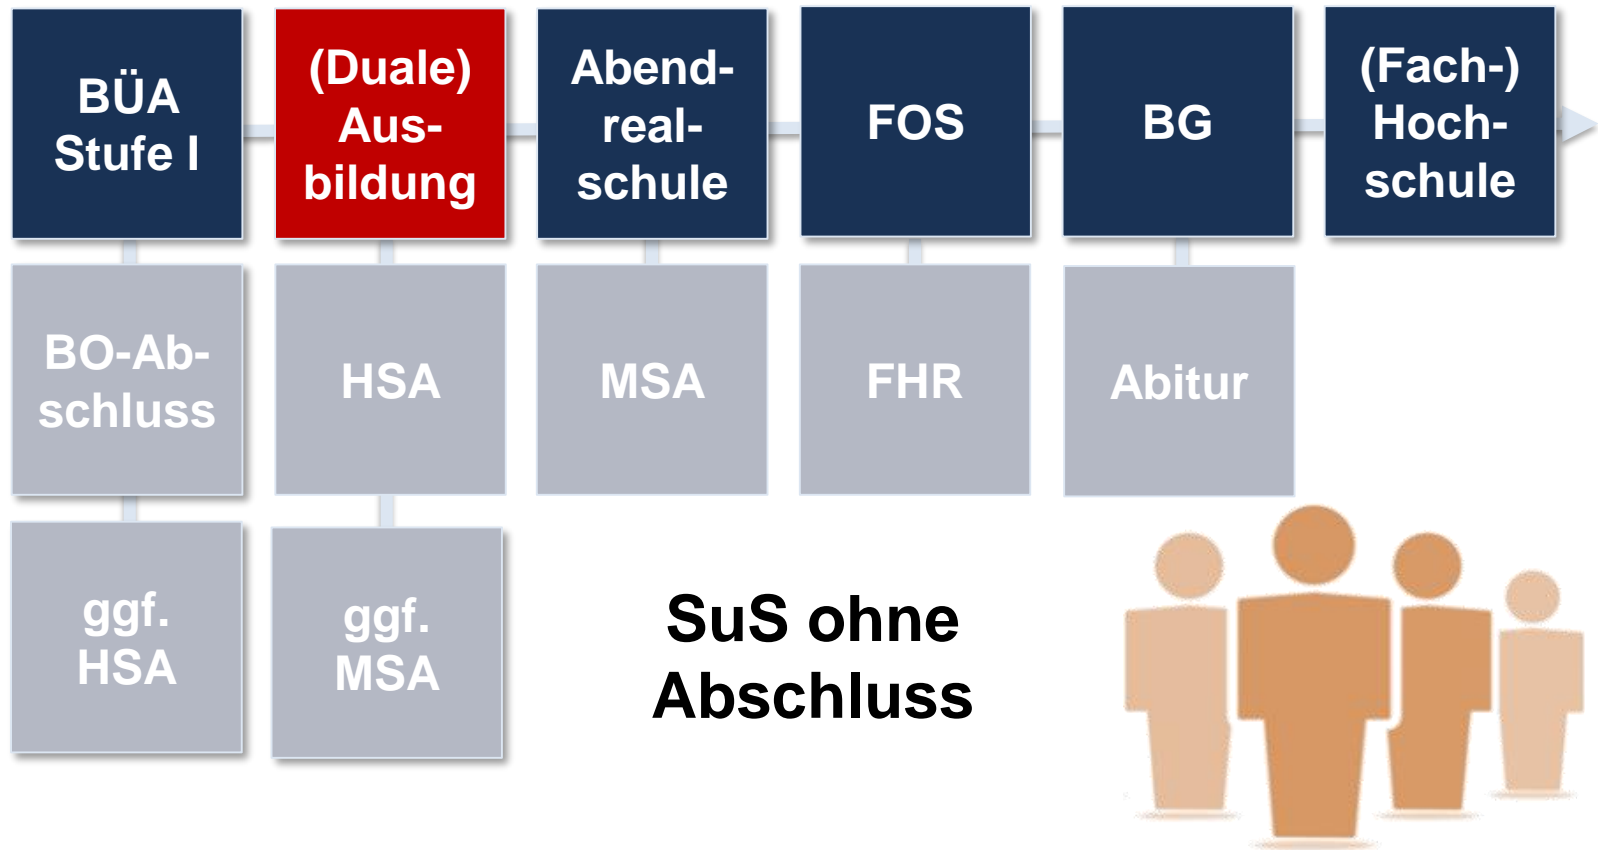 BÜA
Stufe I
(Duale)
Aus-
bildung
Abend-
real-
schule
FOS
BG
(Fach-)
Hoch-
schule
BO-Ab-
schluss
HSA
MSA
FHR
Abitur
ggf.
HSA
ggf.
MSA
SuS ohne
Abschluss